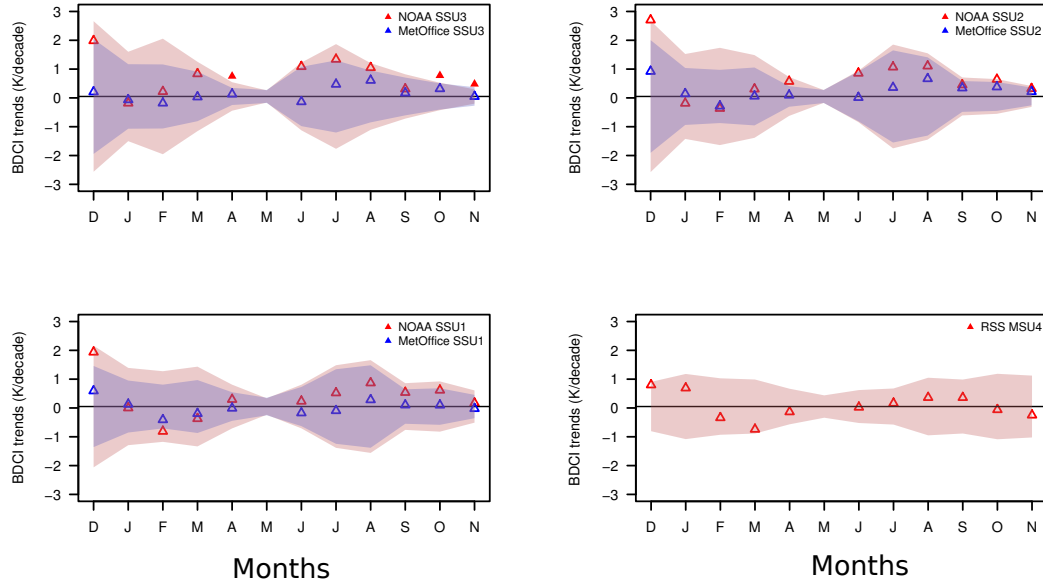 BDCI trends (K/decade)
3
2
1
0
−1
−2
−3
NOAA SSU3
MetOffice SSU3
D J F M A M J J A S O N
BDCI trends (K/decade)
3
2
1
0
−1
−2
−3
NOAA SSU2
MetOffice SSU2
D J F M A M J J A S O N
BDCI trends (K/decade)
3
2
1
0
−1
−2
−3
NOAA SSU1
MetOffice SSU1
D J F M A M J J A S O N
Months
BDCI trends (K/decade)
3
2
1
0
−1
−2
−3
RSS MSU4
D J F M A M J J A S O N
Months